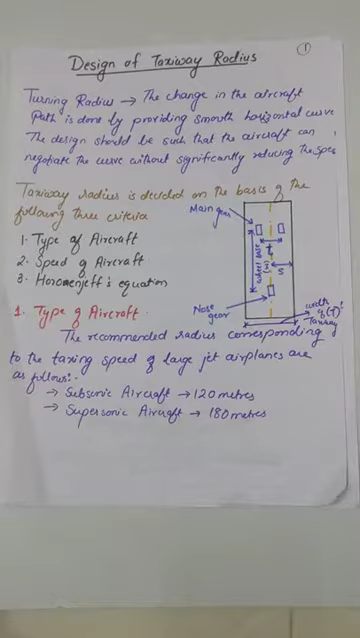 Design of Taxiway Radius
1
Turning Radius → The change in the aircraft
Path is done by providing smooth horizontal curve
The design should be such that the aircraft can
negotiate the curve without significantly reducing the
Taxiway radius is decided on the basis of the
following three criteria
1. Type of Aircraft
2. Speed of Aircraft
3. Horonjeff's equation
Main gear
wheel base
(w)
t
S
Nose
gear
width
of (T)
Taxiway
1. Type of Aircraft
The recommended radius corresponding
to the taxing speed of large jet airplanes are
as follows:-
→ Subsonic Aircraft → 120 metres
→ Supersonic Aircraft → 180 metres